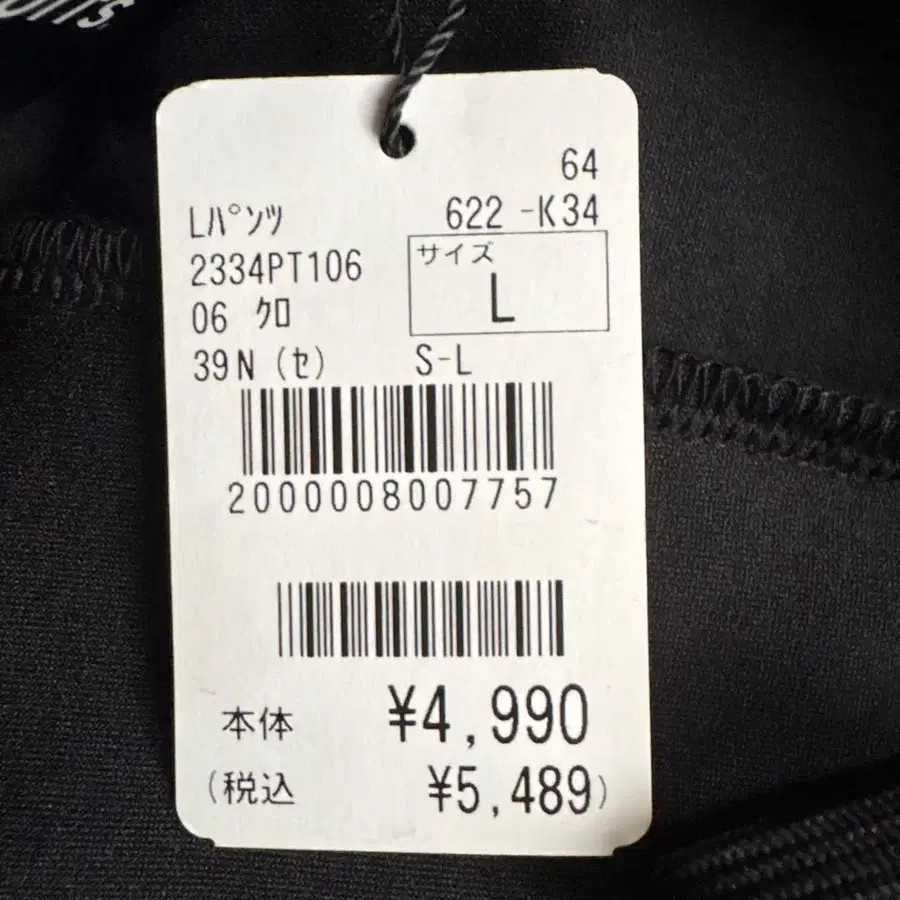 64
Lﾊﾟﾝﾂ 622 -K34
2334PT106
サイズ
06 ｸﾛ
L
39N (ｾ) S-L
2000008007757
本体 ¥4,990
(税込 ¥5,489)